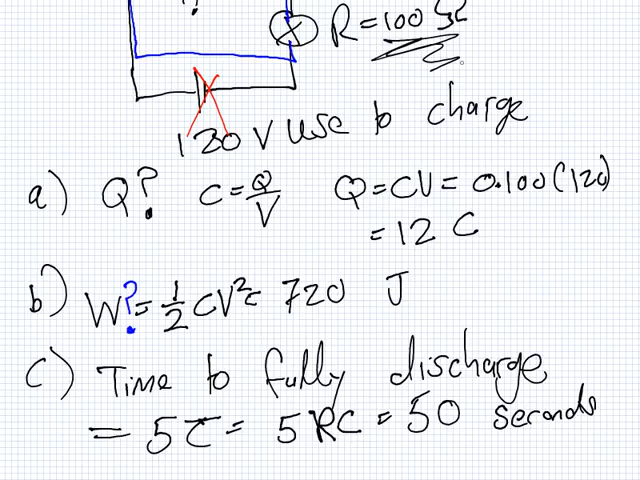 ?
R = 100 Ω
120 V use to charge
a) Q? C = Q/V Q = CV = 0.100 (120)
= 12 C
b) W? = 1/2 CV² = 720 J
c) Time to fully discharge
= 5τ = 5RC = 50 seconds